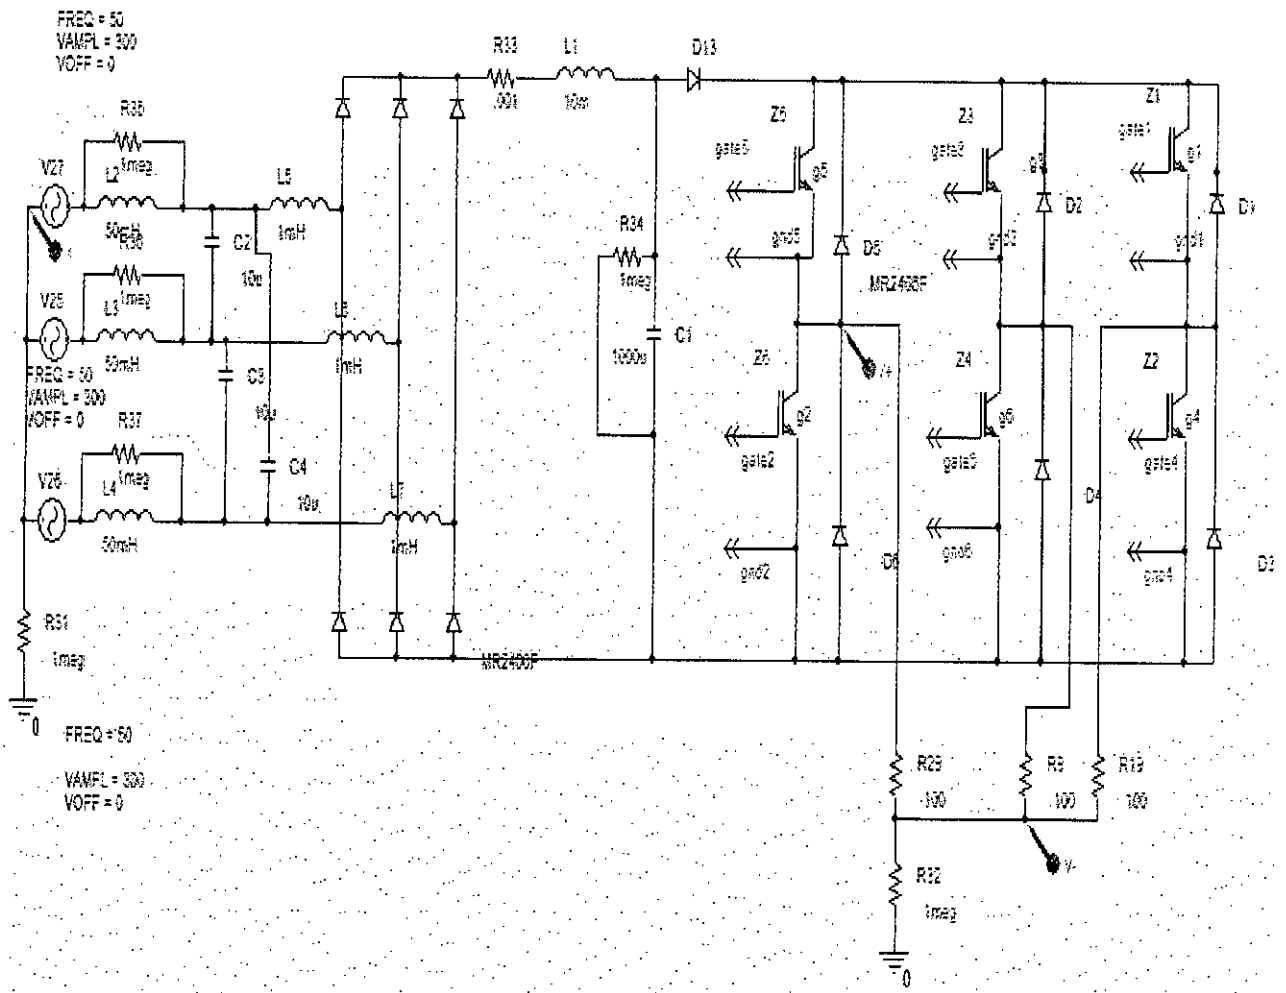 FREQ = 50
VAMPL = 300
VOFF = 0
R33
L1
D13
.001
10m
R35
1meg
V27
L2
50mH
L5
1mH
C2
10u
R36
1meg
V25
L3
50mH
FREQ = 50
VAMPL = 300
VOFF = 0
L6
1mH
C3
10u
R37
1meg
V26
L4
50mH
C4
10u
L7
1mH
R31
1meg
0
FREQ = 50
VAMPL = 300
VOFF = 0
MR2400F
R34
1meg
C1
1000u
Z5
gate5
g5
gnd5
D5
MR2406F
Z3
gate3
g3
gnd3
D2
Z1
gate1
g1
gnd1
D1
V+
Z6
g2
gate2
gnd2
D6
Z4
g6
gate5
gnd6
D4
Z2
g4
gate4
gnd4
D3
R29
100
R9
100
R19
100
V-
R32
1meg
0